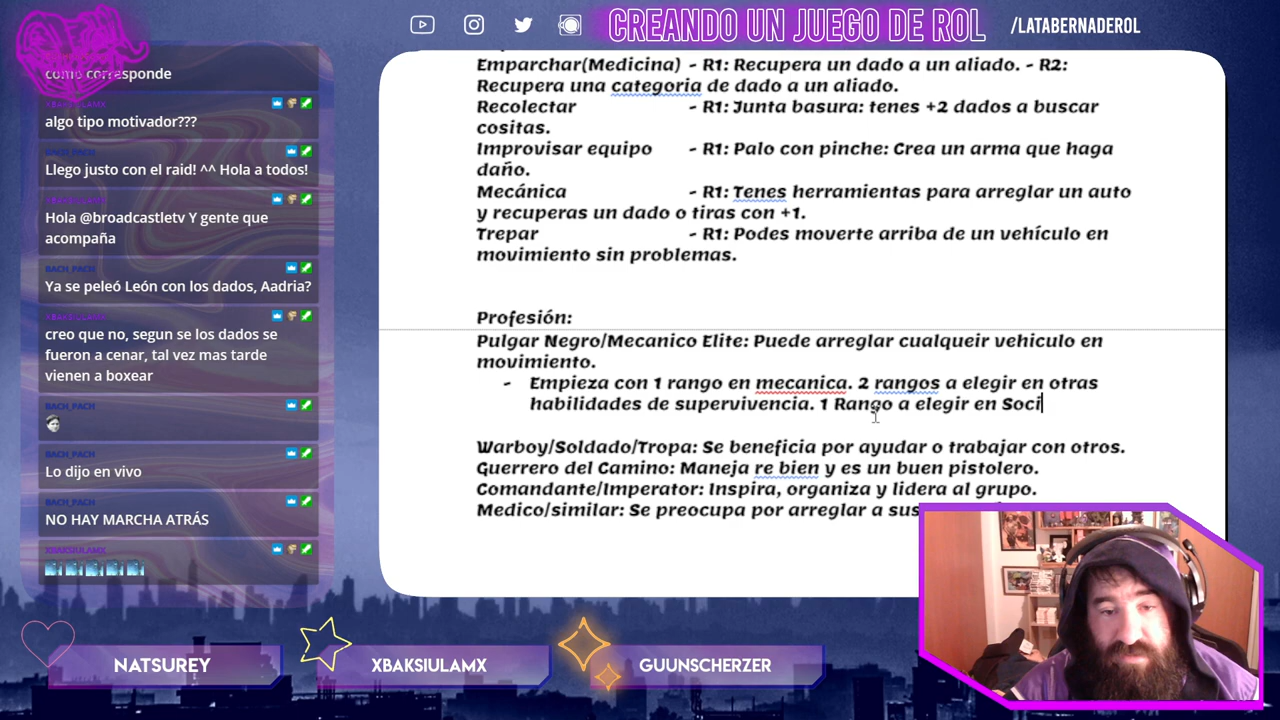 CREANDO UN JUEGO DE ROL
/LATABERNADEROL
como corresponde
XBAKSIULAMX
algo tipo motivador???
BACH_PACH
Llego justo con el raid! ^^ Hola a todos!
XBAKSIULAMX
Hola @broadcastletv Y gente que
acompaña
BACH_PACH
Ya se peleó León con los dados, Aadria?
XBAKSIULAMX
creo que no, segun se los dados se
fueron a cenar, tal vez mas tarde
vienen a boxear
BACH_PACH
BACH_PACH
Lo dijo en vivo
BACH_PACH
NO HAY MARCHA ATRÁS
XBAKSIULAMX
Emparchar(Medicina) - R1: Recupera un dado a un aliado. - R2:
Recupera una categoria de dado a un aliado.
Recolectar - R1: Junta basura: tenes +2 dados a buscar
cositas.
Improvisar equipo - R1: Palo con pinche: Crea un arma que haga
daño.
Mecánica - R1: Tenes herramientas para arreglar un auto
y recuperas un dado o tiras con +1.
Trepar - R1: Podes moverte arriba de un vehículo en
movimiento sin problemas.
Profesión:
Pulgar Negro/Mecanico Elite: Puede arreglar cualqueir vehiculo en
movimiento.
- Empieza con 1 rango en mecanica. 2 rangos a elegir en otras
habilidades de supervivencia. 1 Rango a elegir en Soci
Warboy/Soldado/Tropa: Se beneficia por ayudar o trabajar con otros.
Guerrero del Camino: Maneja re bien y es un buen pistolero.
Comandante/Imperator: Inspira, organiza y lidera al grupo.
Medico/similar: Se preocupa por arreglar a sus
NATSUREY
XBAKSIULAMX
GUUNSCHERZER